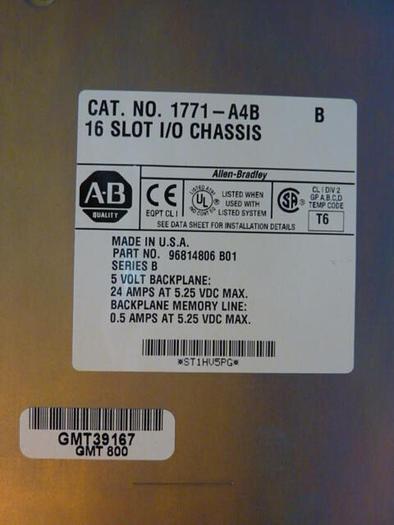 CAT. NO. 1771-A4B B
16 SLOT I/O CHASSIS
Allen-Bradley
A-B
QUALITY
CE
EQPT CL I
UL
LISTED WHEN
USED WITH
LISTED SYSTEM
CL I DIV 2
GP A,B,C,D
TEMP CODE
T6
SEE DATA SHEET FOR INSTALLATION DETAILS
MADE IN U.S.A.
PART NO. 96814806 B01
SERIES B
5 VOLT BACKPLANE:
24 AMPS AT 5.25 VDC MAX.
BACKPLANE MEMORY LINE:
0.5 AMPS AT 5.25 VDC MAX.
*ST1HV5PG*
GMT39167
GMT 800